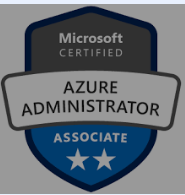 Microsoft
CERTIFIED
AZURE
ADMINISTRATOR
ASSOCIATE